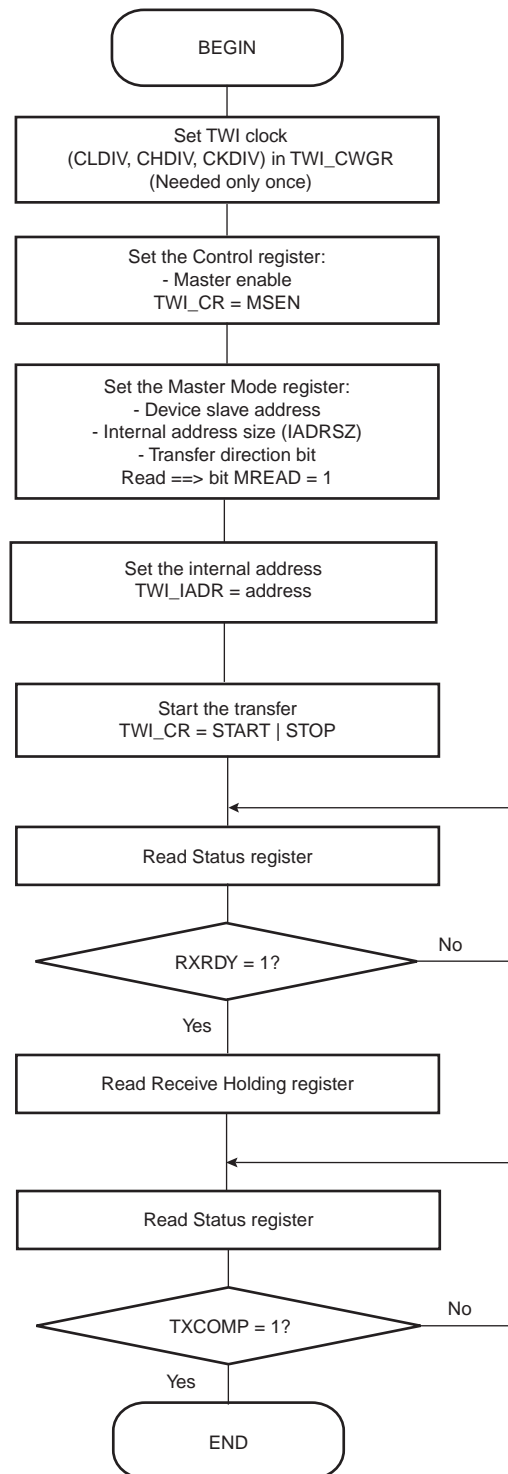 BEGIN
Set TWI clock
(CLDIV, CHDIV, CKDIV) in TWI_CWGR
(Needed only once)
Set the Control register:
- Master enable
TWI_CR = MSEN
Set the Master Mode register:
- Device slave address
- Internal address size (IADRSZ)
- Transfer direction bit
Read ==> bit MREAD = 1
Set the internal address
TWI_IADR = address
Start the transfer
TWI_CR = START | STOP
Read Status register
RXRDY = 1?
No
Yes
Read Receive Holding register
Read Status register
TXCOMP = 1?
No
Yes
END